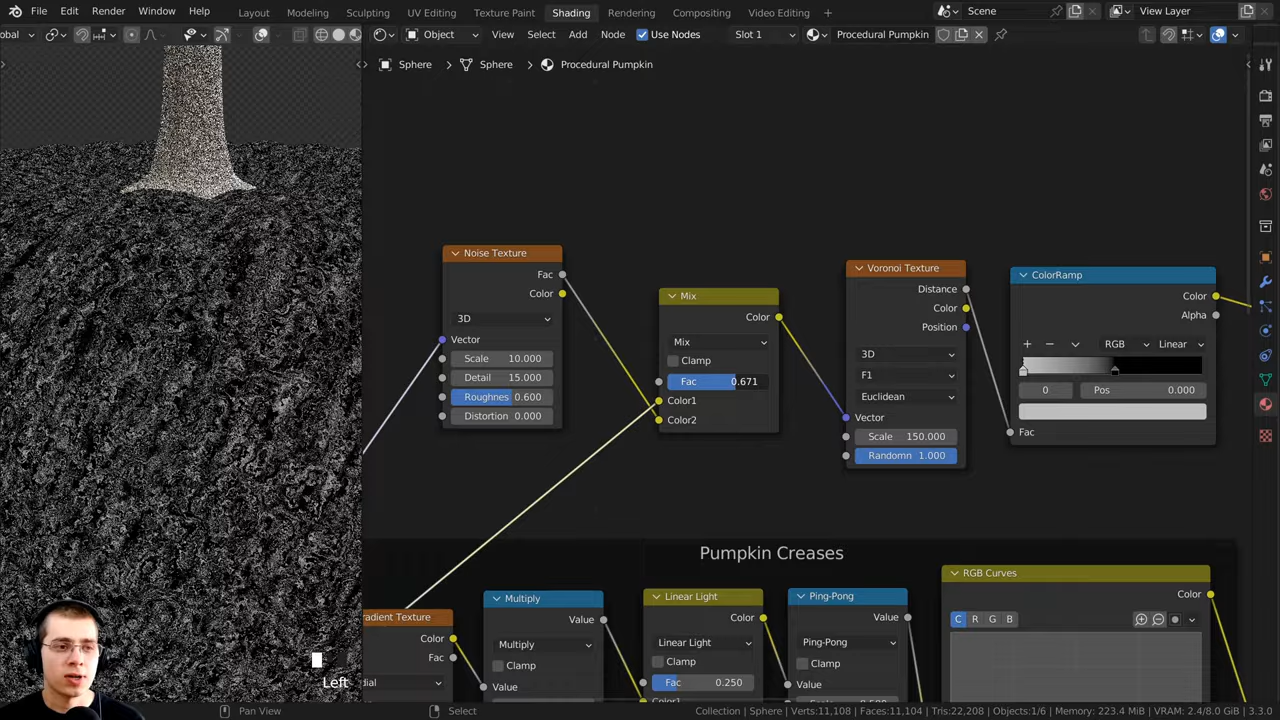 File Edit Render Window Help Layout Modeling Sculpting UV Editing Texture Paint Shading Rendering Compositing Video Editing Scene View Layer
obal Object View Select Add Node Use Nodes Slot 1 Procedural Pumpkin
Sphere Sphere Procedural Pumpkin
Noise Texture
Fac
Color
3D
Vector
Scale 10.000
Detail 15.000
Roughnes 0.600
Distortion 0.000
Mix
Color
Mix
Clamp
Fac 0.671
Color1
Color2
Voronoi Texture
Distance
Color
Position
3D
F1
Euclidean
Vector
Scale 150.000
Randomn 1.000
ColorRamp
Color
Alpha
RGB Linear
0 Pos 0.000
Fac
Pumpkin Creases
radient Texture
Color
Fac
dial
Multiply
Value
Multiply
Clamp
Value
Linear Light
Color
Linear Light
Clamp
Fac 0.250
Ping-Pong
Value
Ping-Pong
Clamp
Value
RGB Curves
Color
C R G B
Left
Pan View Select Collection | Sphere | Verts:11,108 | Faces:11,104 | Tris:22,208 | Objects:1/6 | Memory: 223.4 MiB | VRAM: 2.4/8.0 GiB | 3.3.0